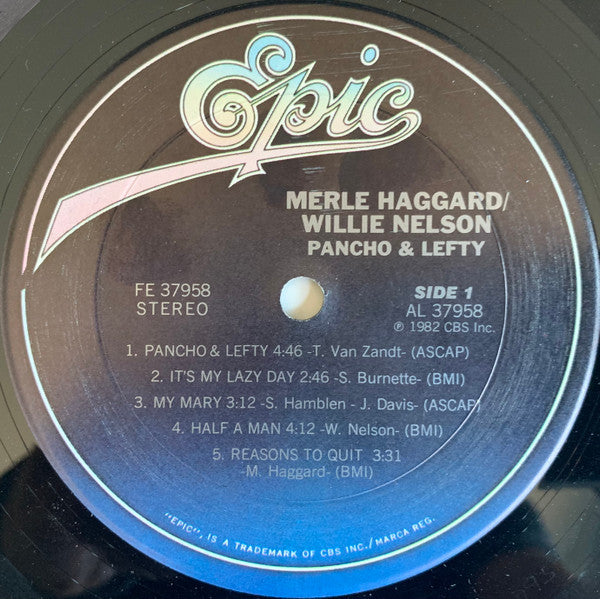 Epic
MERLE HAGGARD/
WILLIE NELSON
PANCHO & LEFTY
FE 37958
STEREO
SIDE 1
AL 37958
℗ 1982 CBS Inc.
1. PANCHO & LEFTY 4:46 -T. Van Zandt- (ASCAP)
2. IT'S MY LAZY DAY 2:46 -S. Burnette- (BMI)
3. MY MARY 3:12 -S. Hamblen - J. Davis- (ASCAP)
4. HALF A MAN 4:12 -W. Nelson- (BMI)
5. REASONS TO QUIT 3:31
-M. Haggard- (BMI)
"EPIC", IS A TRADEMARK OF CBS INC./MARCA REG.